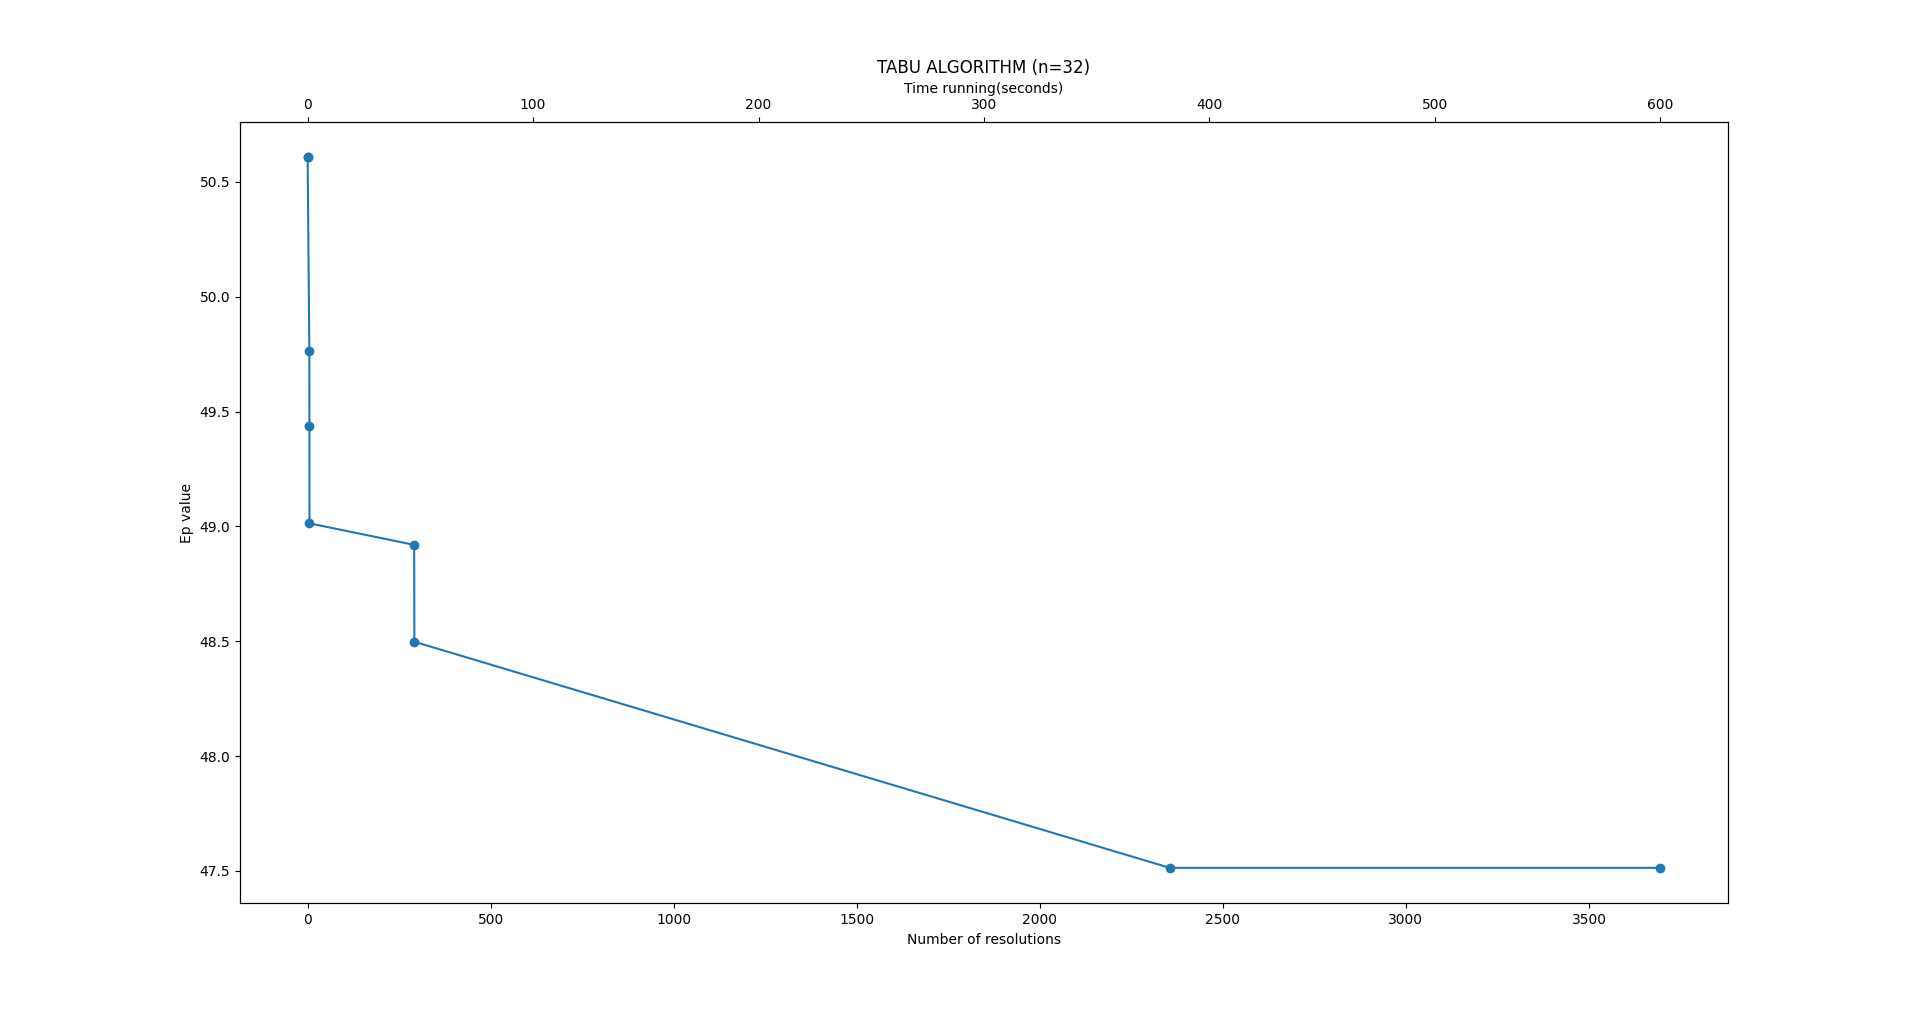 TABU ALGORITHM (n=32)
Time running(seconds)
0 100 200 300 400 500 600
50.5
50.0
49.5
49.0
48.5
48.0
47.5
Ep value
0 500 1000 1500 2000 2500 3000 3500
Number of resolutions